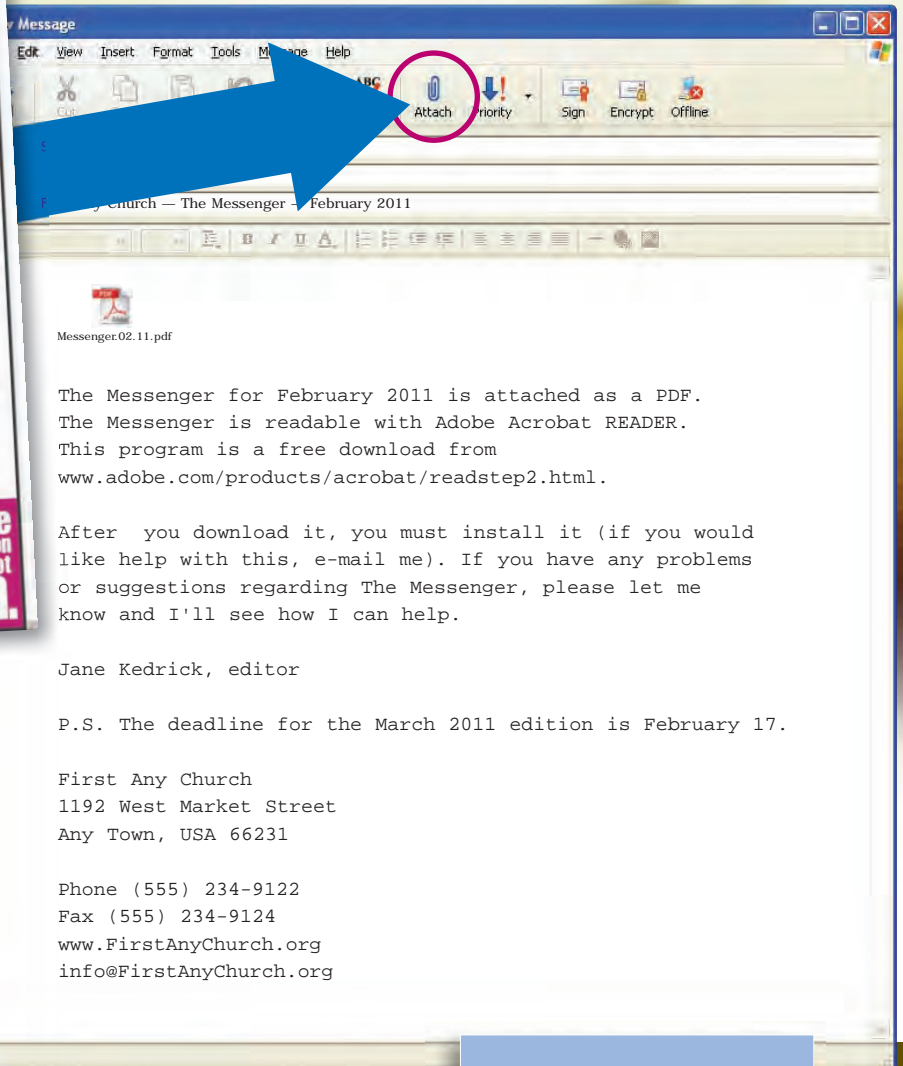 Message
Edit View Insert Format Tools Message Help
Attach Priority Sign Encrypt Offline
Church — The Messenger — February 2011
PDF
Messenger.02.11.pdf
The Messenger for February 2011 is attached as a PDF.
The Messenger is readable with Adobe Acrobat READER.
This program is a free download from
www.adobe.com/products/acrobat/readstep2.html.
After you download it, you must install it (if you would
like help with this, e-mail me). If you have any problems
or suggestions regarding The Messenger, please let me
know and I'll see how I can help.
Jane Kedrick, editor
P.S. The deadline for the March 2011 edition is February 17.
First Any Church
1192 West Market Street
Any Town, USA 66231
Phone (555) 234-9122
Fax (555) 234-9124
www.FirstAnyChurch.org
info@FirstAnyChurch.org